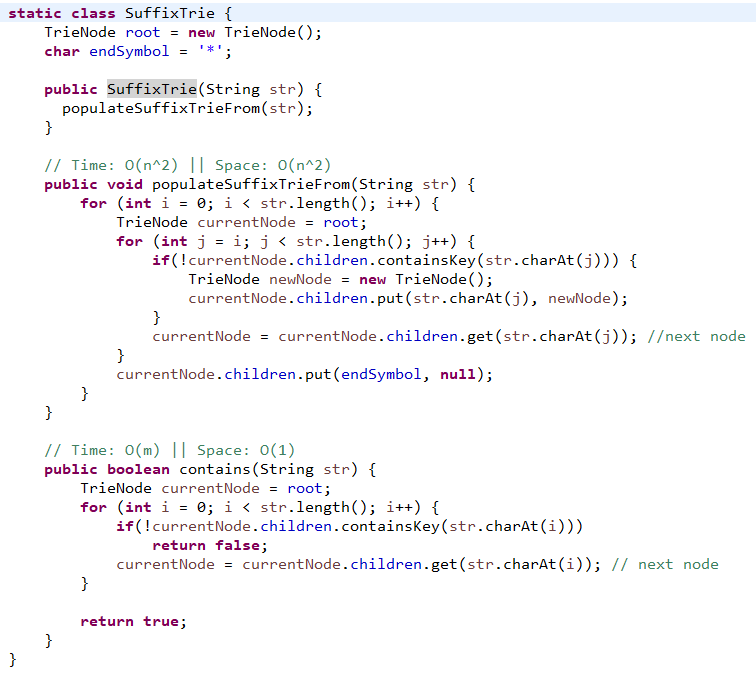 static class SuffixTrie {
    TrieNode root = new TrieNode();
    char endSymbol = '*';

    public SuffixTrie(String str) {
      populateSuffixTrieFrom(str);
    }

    // Time: O(n^2) || Space: O(n^2)
    public void populateSuffixTrieFrom(String str) {
        for (int i = 0; i < str.length(); i++) {
            TrieNode currentNode = root;
            for (int j = i; j < str.length(); j++) {
                if(!currentNode.children.containsKey(str.charAt(j))) {
                    TrieNode newNode = new TrieNode();
                    currentNode.children.put(str.charAt(j), newNode);
                }
                currentNode = currentNode.children.get(str.charAt(j)); //next node
            }
            currentNode.children.put(endSymbol, null);
        }
    }

    // Time: O(m) || Space: O(1)
    public boolean contains(String str) {
        TrieNode currentNode = root;
        for (int i = 0; i < str.length(); i++) {
            if(!currentNode.children.containsKey(str.charAt(i)))
                return false;
            currentNode = currentNode.children.get(str.charAt(i)); // next node
        }

        return true;
    }
}